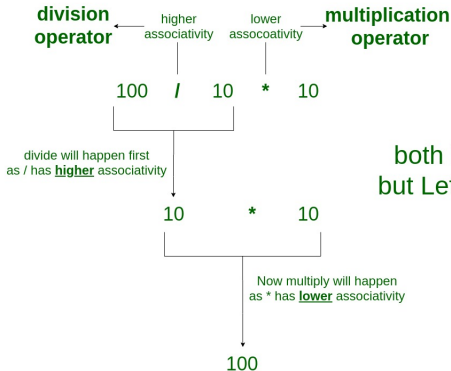 division
operator
higher
associativity
lower
assocoativity
multiplication
operator
100 / 10 * 10
divide will happen first
as / has higher associativity
both
but Let
10 * 10
Now multiply will happen
as * has lower associativity
100